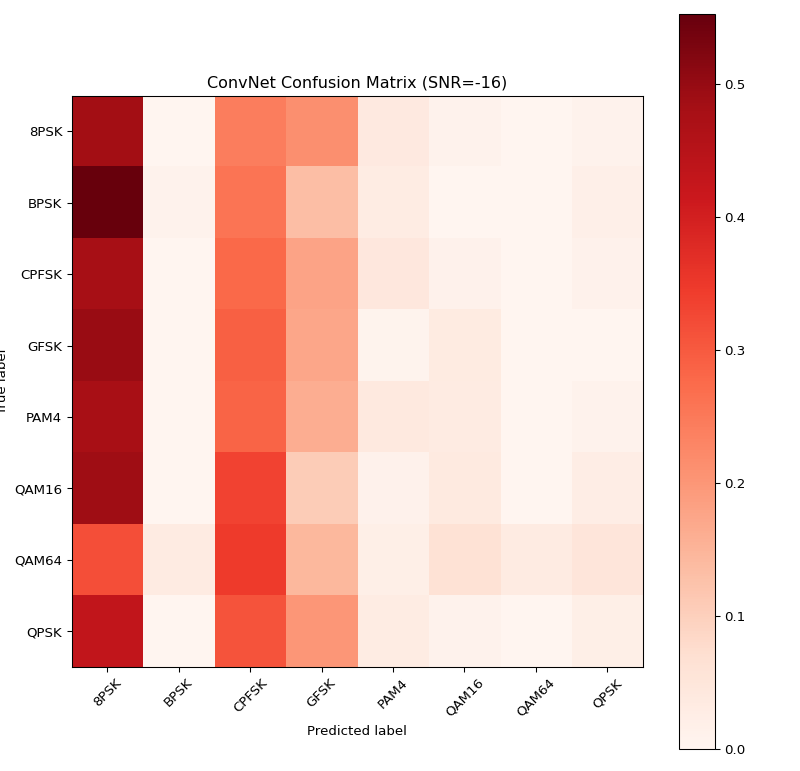 ConvNet Confusion Matrix (SNR=-16)
8PSK
BPSK
CPFSK
GFSK
PAM4
QAM16
QAM64
QPSK
label
8PSK
BPSK
CPFSK
GFSK
PAM4
QAM16
QAM64
QPSK
Predicted label
0.5
0.4
0.3
0.2
0.1
0.0